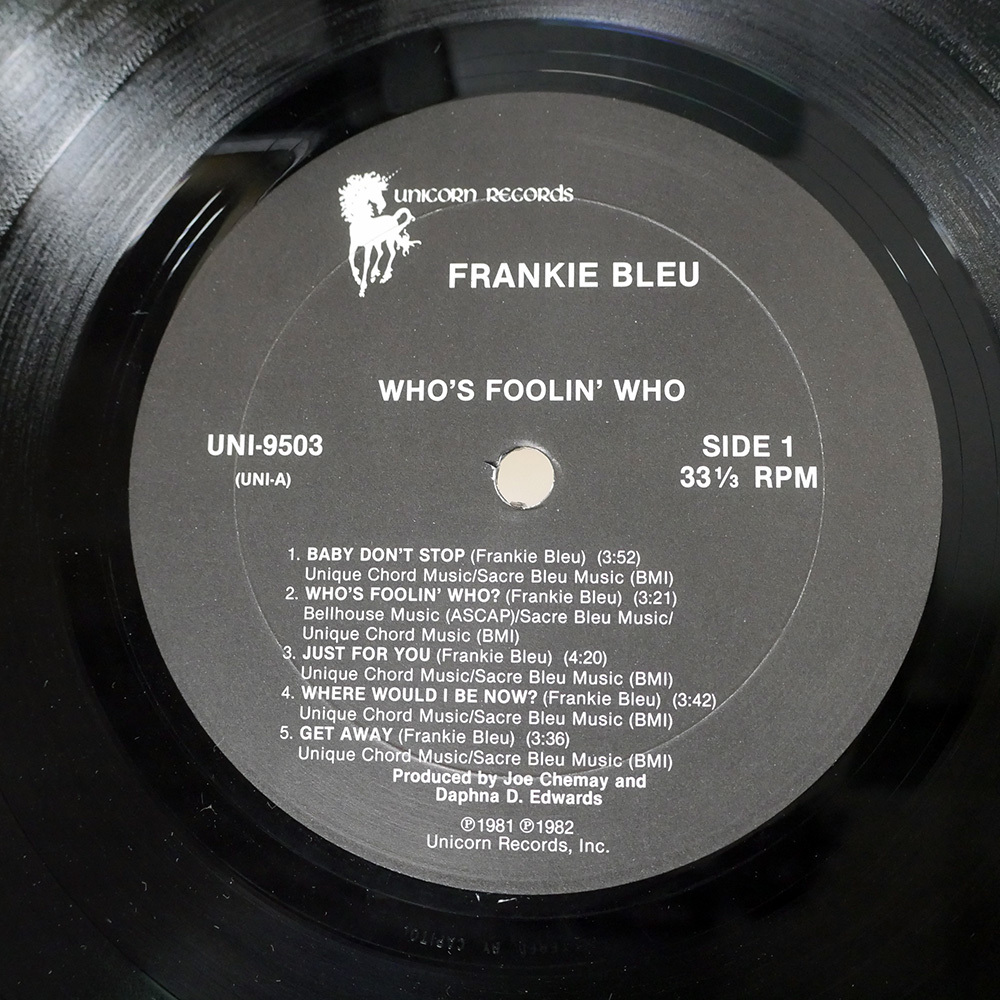 UNICORN RECORDS
FRANKIE BLEU
WHO'S FOOLIN' WHO
UNI-9503
(UNI-A)
SIDE 1
33 1/3 RPM
1. BABY DON'T STOP (Frankie Bleu) (3:52)
Unique Chord Music/Sacre Bleu Music (BMI)
2. WHO'S FOOLIN' WHO? (Frankie Bleu) (3:21)
Bellhouse Music (ASCAP)/Sacre Bleu Music/
Unique Chord Music (BMI)
3. JUST FOR YOU (Frankie Bleu) (4:20)
Unique Chord Music/Sacre Bleu Music (BMI)
4. WHERE WOULD I BE NOW? (Frankie Bleu) (3:42)
Unique Chord Music/Sacre Bleu Music (BMI)
5. GET AWAY (Frankie Bleu) (3:36)
Unique Chord Music/Sacre Bleu Music (BMI)
Produced by Joe Chemay and
Daphna D. Edwards
℗1981 ℗1982
Unicorn Records, Inc.